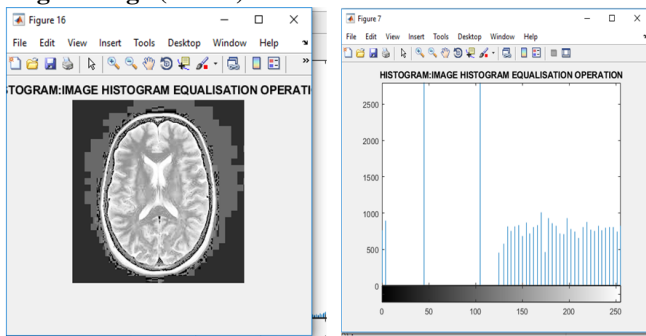 Figure 16
File Edit View Insert Tools Desktop Window Help
STOGRAM:IMAGE HISTOGRAM EQUALISATION OPERATI
Figure 7
File Edit View Insert Tools Desktop Window Help
HISTOGRAM:IMAGE HISTOGRAM EQUALISATION OPERATION
2500
2000
1500
1000
500
0
0 50 100 150 200 250